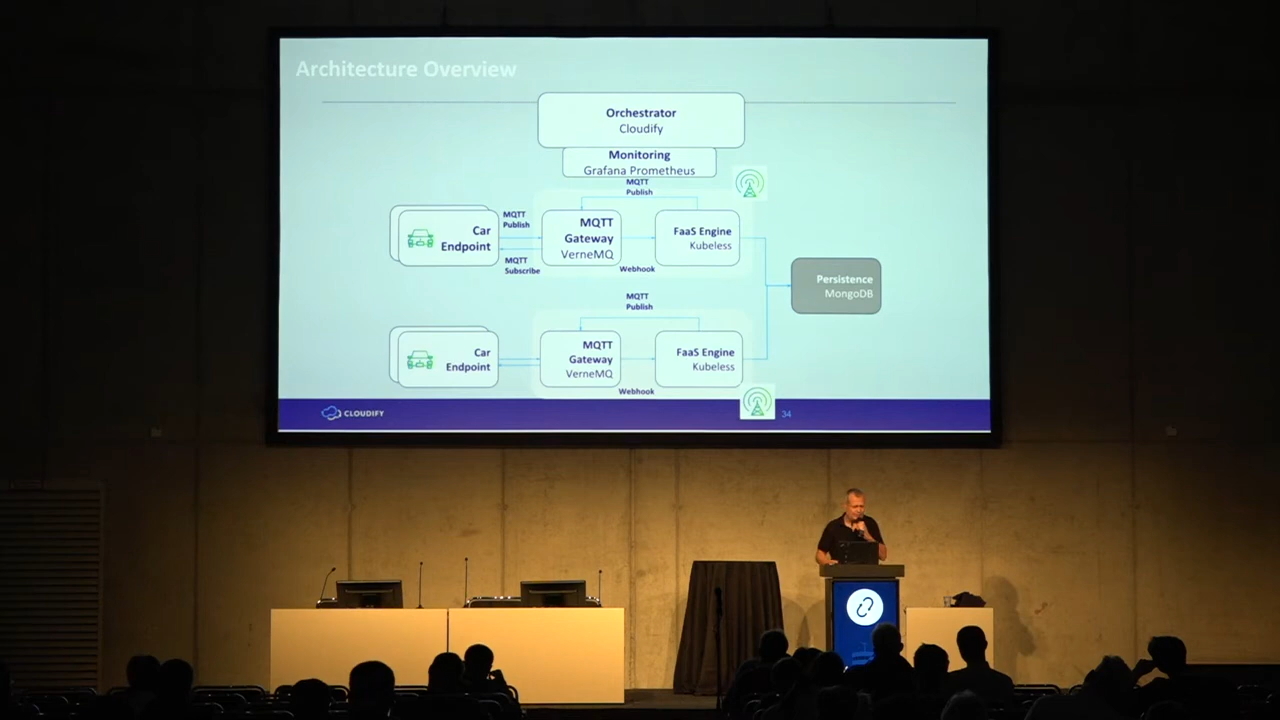 Architecture Overview
Orchestrator
Cloudify
Monitoring
Grafana Prometheus
MQTT
Publish
MQTT
Publish
Car
Endpoint
MQTT
Gateway
VerneMQ
FaaS Engine
Kubeless
MQTT
Subscribe
Webhook
Persistence
MongoDB
MQTT
Publish
Car
Endpoint
MQTT
Gateway
VerneMQ
FaaS Engine
Kubeless
Webhook
CLOUDIFY
34